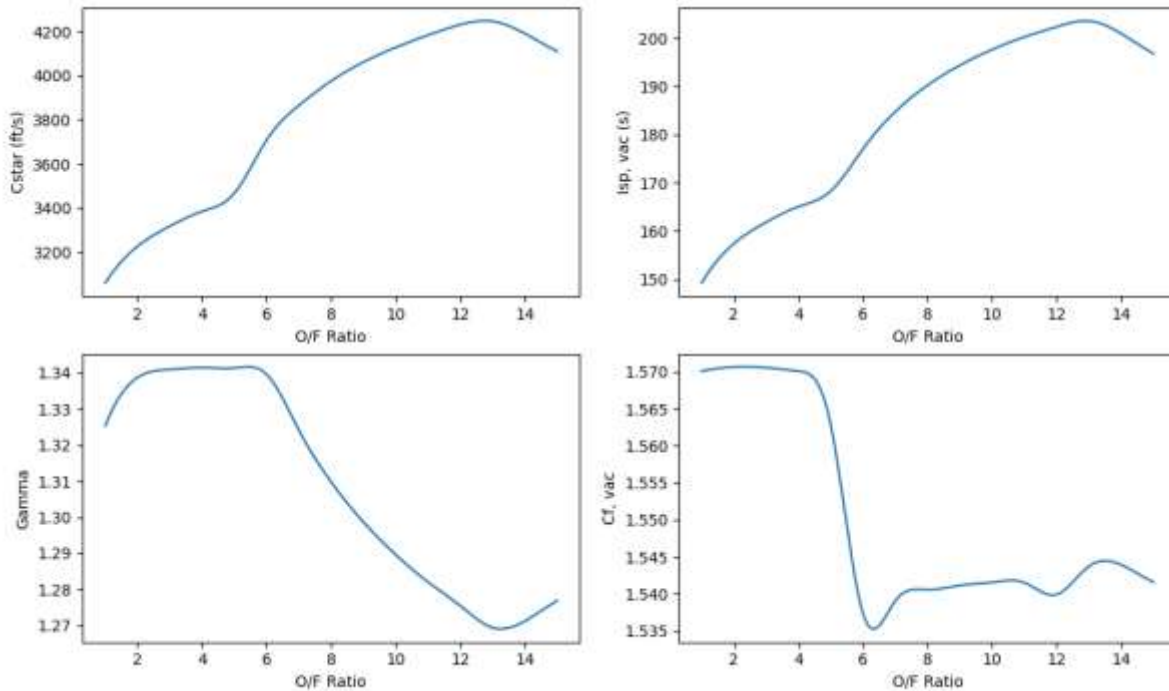 Cstar (ft/s)
4200
4000
3800
3600
3400
3200
2 4 6 8 10 12 14
O/F Ratio
Isp, vac (s)
200
190
180
170
160
150
2 4 6 8 10 12 14
O/F Ratio
Gamma
1.34
1.33
1.32
1.31
1.30
1.29
1.28
1.27
2 4 6 8 10 12 14
O/F Ratio
Cf, vac
1.570
1.565
1.560
1.555
1.550
1.545
1.540
1.535
2 4 6 8 10 12 14
O/F Ratio